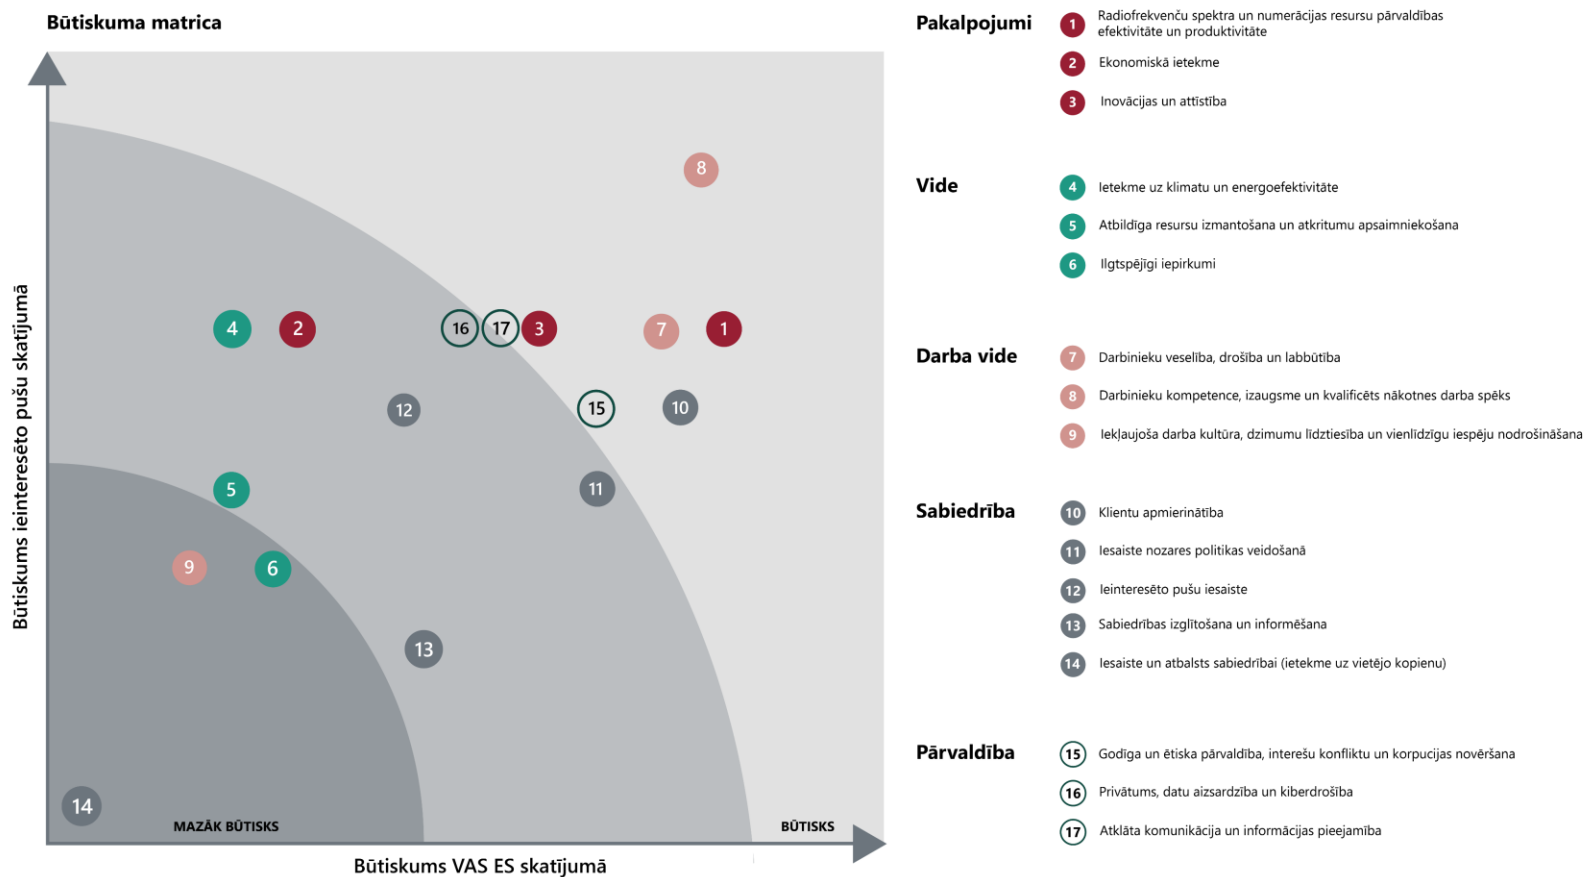 Būtiskuma matrica
Būtiskums ieinteresēto pušu skatījumā
8
4
2
16
17
3
7
1
12
15
10
5
11
9
6
13
14
MAZĀK BŪTISKS
BŪTISKS
Būtiskums VAS ES skatījumā
Pakalpojumi
1 Radiofrekvenču spektra un numerācijas resursu pārvaldības
efektivitāte un produktivitāte
2 Ekonomiskā ietekme
3 Inovācijas un attīstība
Vide
4 Ietekme uz klimatu un energoefektivitāte
5 Atbildīga resursu izmantošana un atkritumu apsaimniekošana
6 Ilgtspējīgi iepirkumi
Darba vide
7 Darbinieku veselība, drošība un labbūtība
8 Darbinieku kompetence, izaugsme un kvalificēts nākotnes darba spēks
9 Iekļaujoša darba kultūra, dzimumu līdztiesība un vienlīdzīgu iespēju nodrošināšana
Sabiedrība
10 Klientu apmierinātība
11 Iesaiste nozares politikas veidošanā
12 Ieinteresēto pušu iesaiste
13 Sabiedrības izglītošana un informēšana
14 Iesaiste un atbalsts sabiedrībai (ietekme uz vietējo kopienu)
Pārvaldība
15 Godīga un ētiska pārvaldība, interešu konfliktu un korpucijas novēršana
16 Privātums, datu aizsardzība un kiberdrošība
17 Atklāta komunikācija un informācijas pieejamība